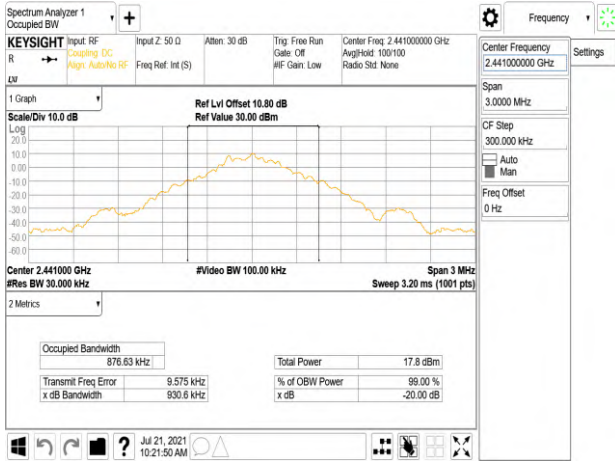 Spectrum Analyzer 1
Occupied BW
Frequency
KEYSIGHT
R
Input: RF
Coupling: DC
Align: Auto/No RF
Input Z: 50 Ω
Freq Ref: Int (S)
Atten: 30 dB
Trig: Free Run
Gate: Off
#IF Gain: Low
Center Freq: 2.441000000 GHz
Avg|Hold: 100/100
Radio Std: None
Center Frequency
2.441000000 GHz
Settings
Span
3.0000 MHz
CF Step
300.000 kHz
Auto
Man
Freq Offset
0 Hz
1 Graph
Scale/Div 10.0 dB
Ref Lvl Offset 10.80 dB
Ref Value 30.00 dBm
Log
20.0
10.0
0.00
-10.0
-20.0
-30.0
-40.0
-50.0
-60.0
Center 2.441000 GHz
#Video BW 100.00 kHz
Span 3 MHz
#Res BW 30.000 kHz
Sweep 3.20 ms (1001 pts)
2 Metrics
Occupied Bandwidth
876.63 kHz
Total Power 17.8 dBm
Transmit Freq Error 9.575 kHz
% of OBW Power 99.00 %
x dB Bandwidth 930.6 kHz
x dB -20.00 dB
?
Jul 21, 2021
10:21:50 AM